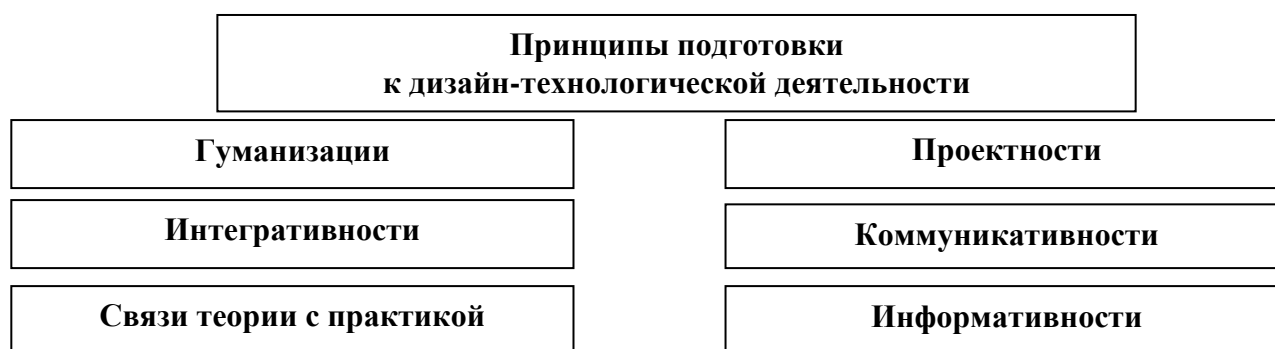 Принципы подготовки
к дизайн-технологической деятельности
Гуманизации
Проектности
Интегративности
Коммуникативности
Связи теории с практикой
Информативности